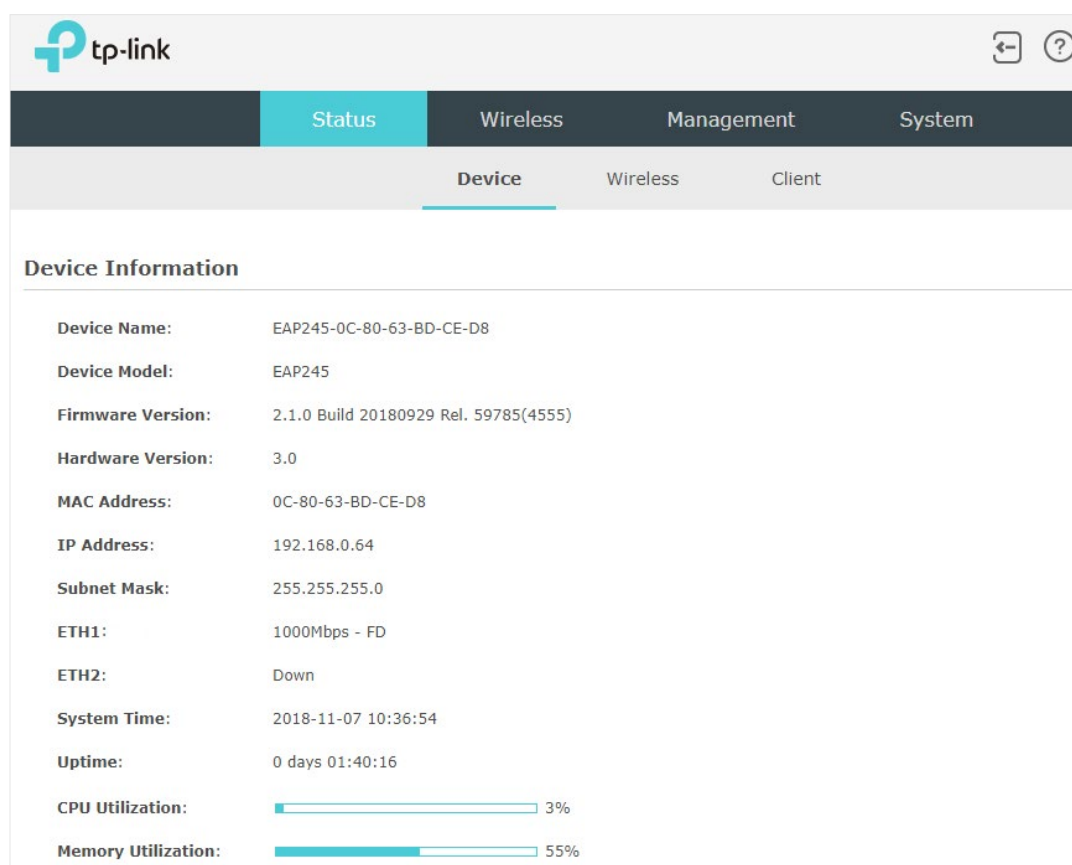 tp-link
?
Status Wireless Management System
Device Wireless Client
Device Information
Device Name: EAP245-0C-80-63-BD-CE-D8
Device Model: EAP245
Firmware Version: 2.1.0 Build 20180929 Rel. 59785(4555)
Hardware Version: 3.0
MAC Address: 0C-80-63-BD-CE-D8
IP Address: 192.168.0.64
Subnet Mask: 255.255.255.0
ETH1: 1000Mbps - FD
ETH2: Down
System Time: 2018-11-07 10:36:54
Uptime: 0 days 01:40:16
CPU Utilization: 3%
Memory Utilization: 55%